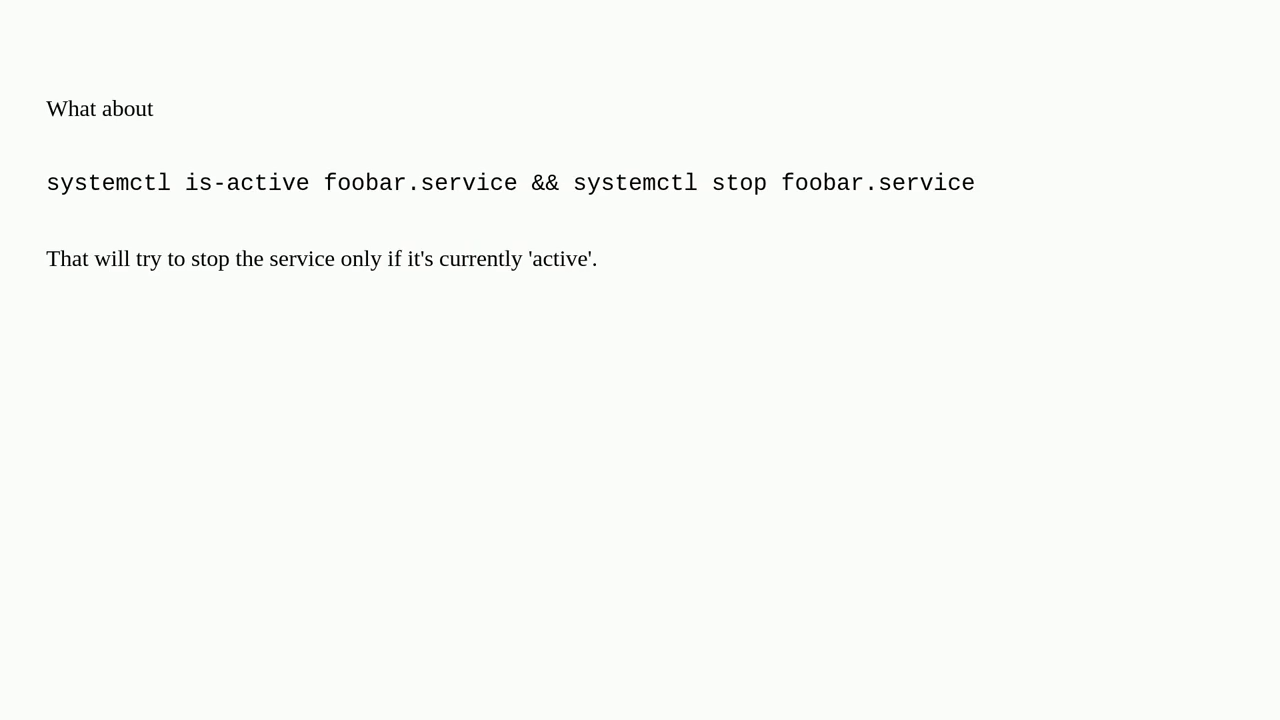 What about
systemctl is-active foobar.service && systemctl stop foobar.service
That will try to stop the service only if it's currently 'active'.